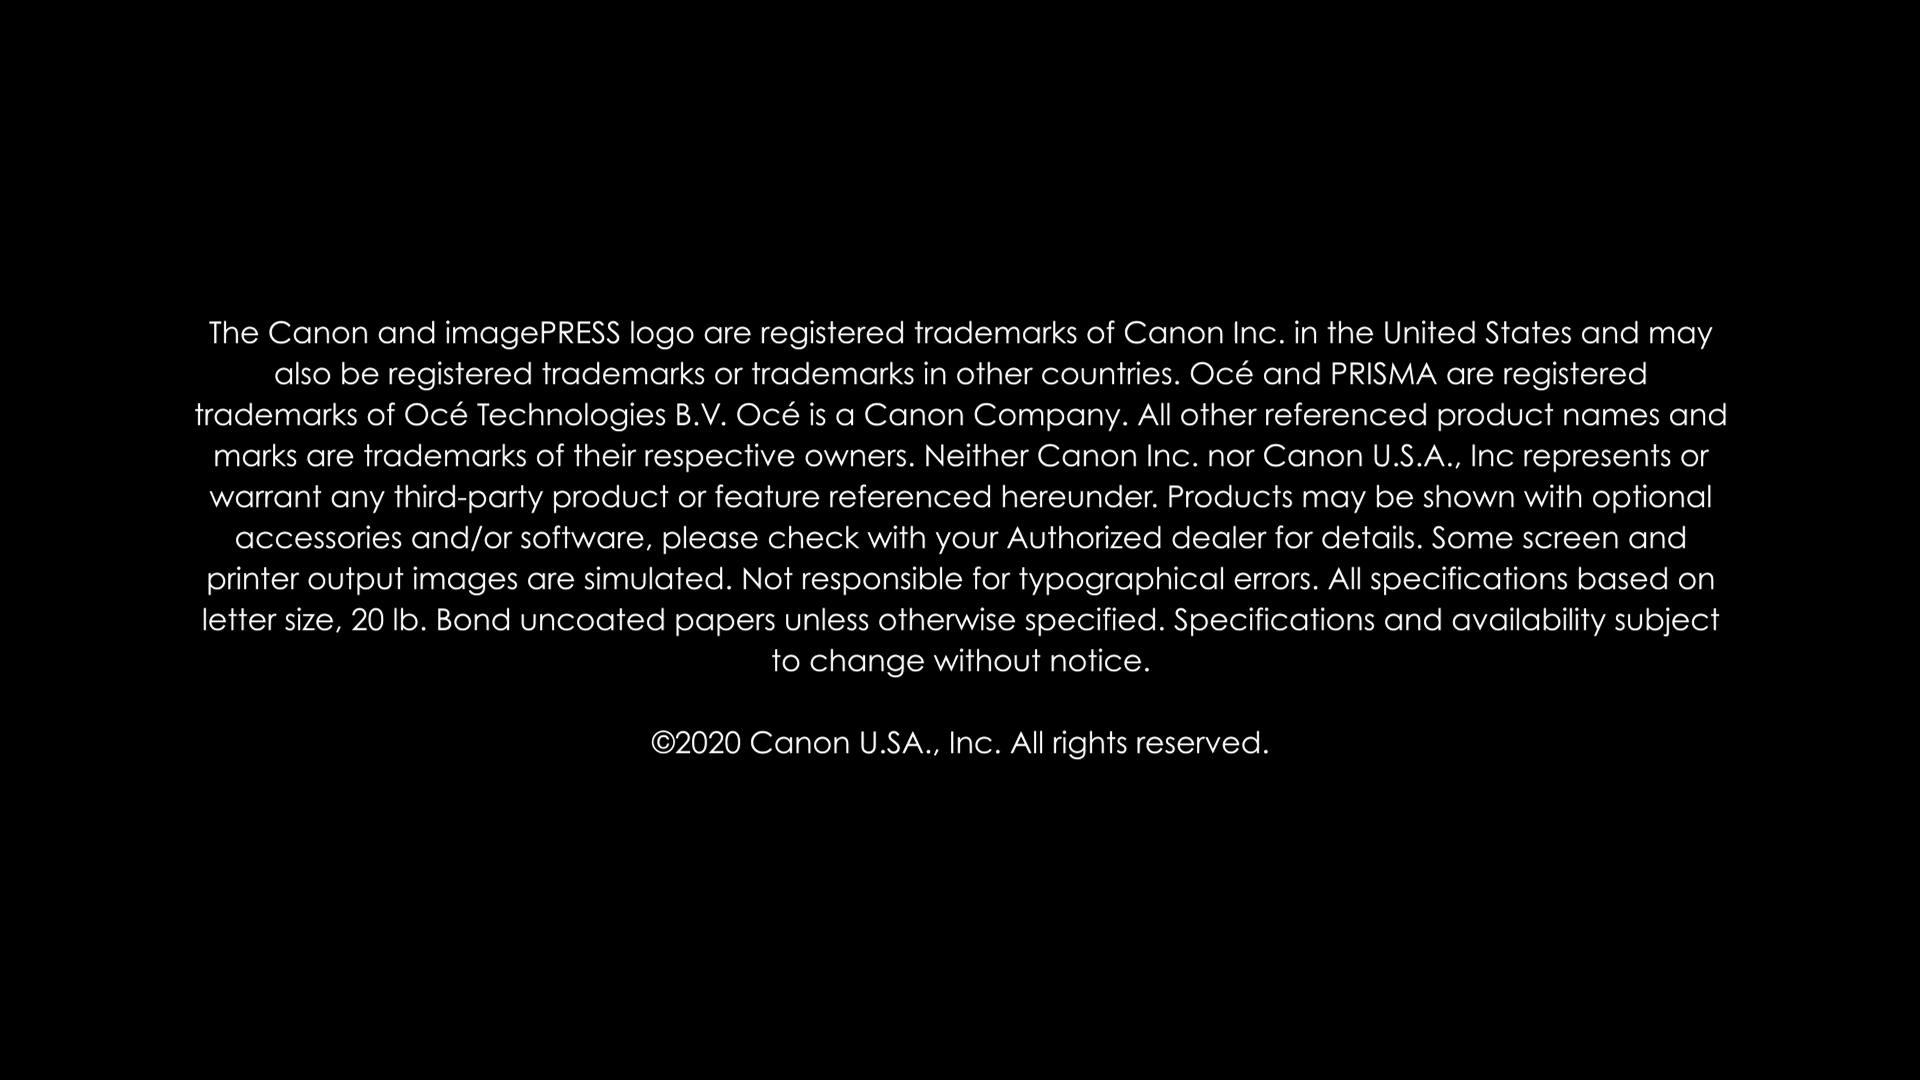 The Canon and imagePRESS logo are registered trademarks of Canon Inc. in the United States and may
also be registered trademarks or trademarks in other countries. Océ and PRISMA are registered
trademarks of Océ Technologies B.V. Océ is a Canon Company. All other referenced product names and
marks are trademarks of their respective owners. Neither Canon Inc. nor Canon U.S.A., Inc represents or
warrant any third-party product or feature referenced hereunder. Products may be shown with optional
accessories and/or software, please check with your Authorized dealer for details. Some screen and
printer output images are simulated. Not responsible for typographical errors. All specifications based on
letter size, 20 lb. Bond uncoated papers unless otherwise specified. Specifications and availability subject
to change without notice.
©2020 Canon U.SA., Inc. All rights reserved.